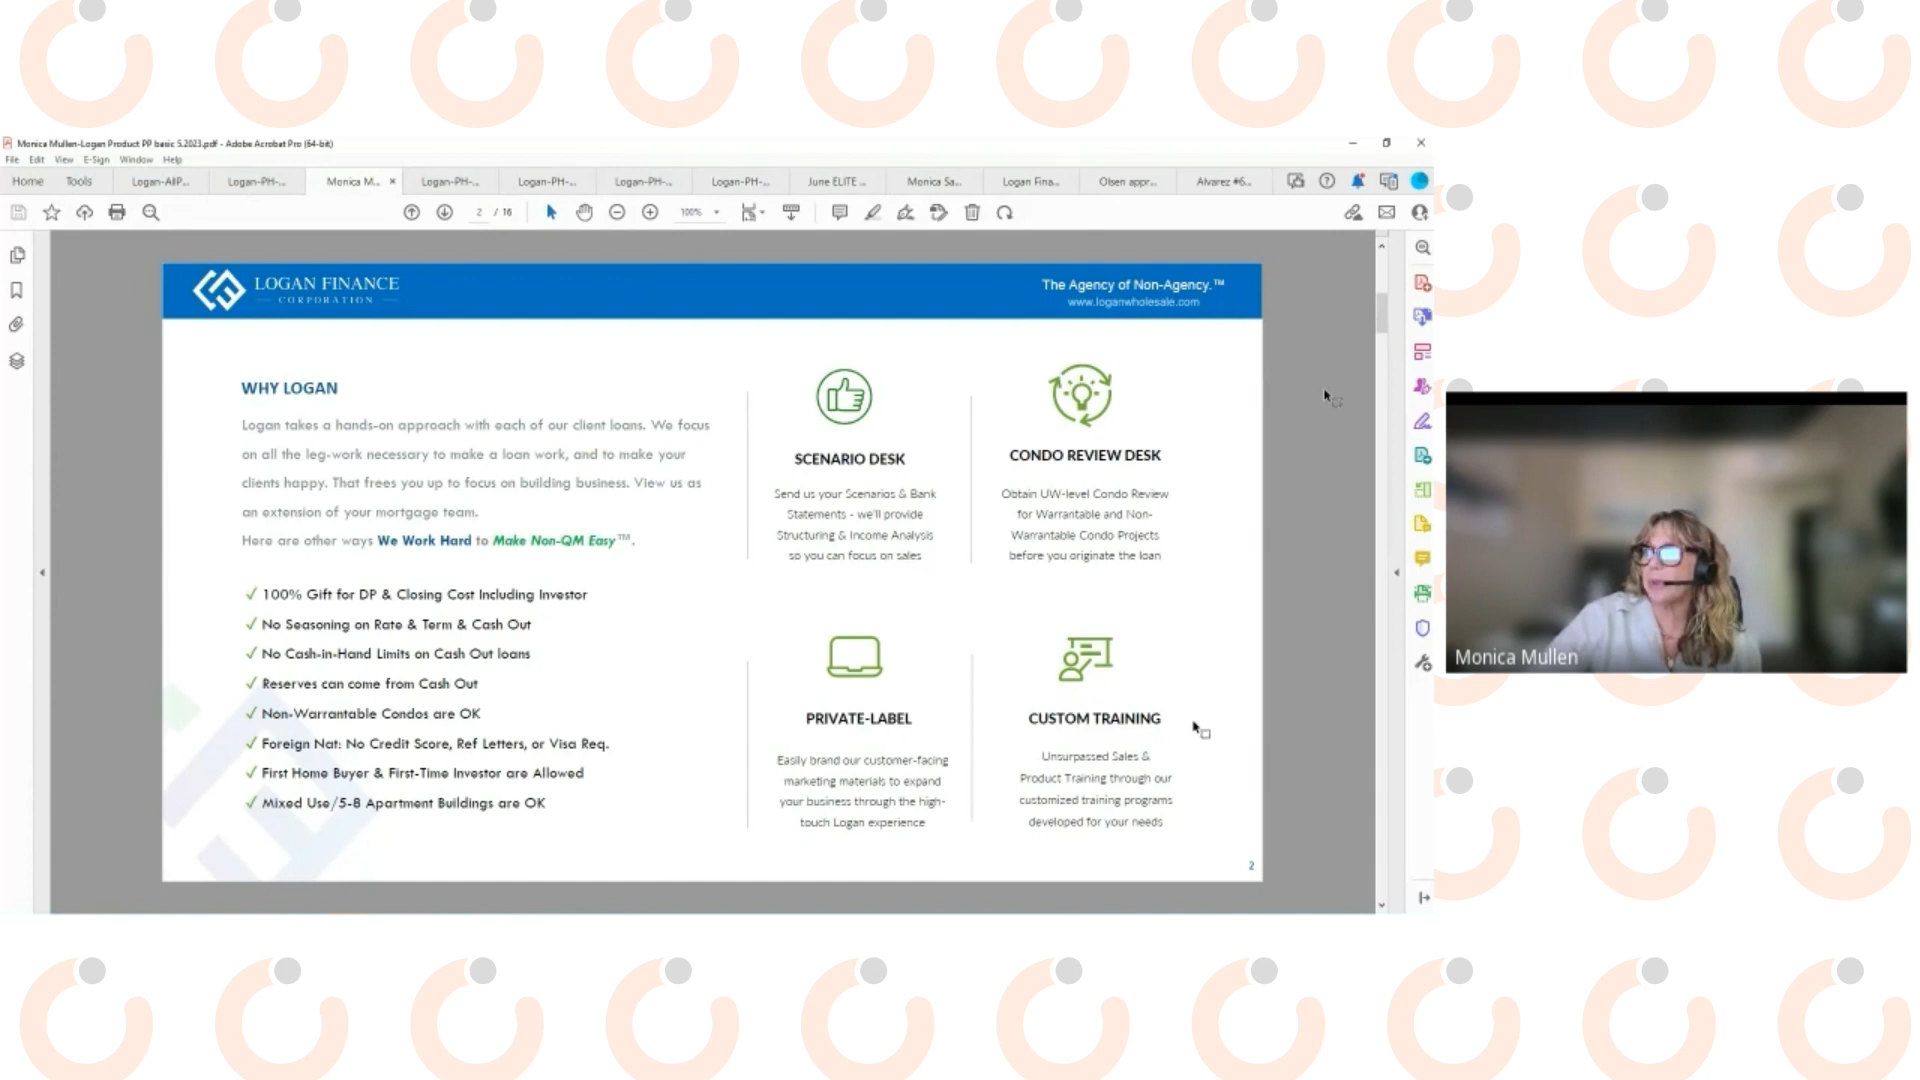 Monica Mullen-Logan Product PP basic 5.2023.pdf - Adobe Acrobat Pro (64-bit)
File Edit View E-Sign Window Help
Home Tools Logan-AllP... Logan-PH-... Monica M... × Logan-PH-... Logan-PH-... Logan-PH-... Logan-PH-... June ELITE ... Monica Sa... Logan Fina... Olsen appr... Alvarez #6...
2 / 16 100%
LOGAN FINANCE
CORPORATION
The Agency of Non-Agency.™
www.loganwholesale.com
WHY LOGAN
Logan takes a hands-on approach with each of our client loans. We focus
on all the leg-work necessary to make a loan work, and to make your
clients happy. That frees you up to focus on building business. View us as
an extension of your mortgage team.
Here are other ways We Work Hard to Make Non-QM Easy™.
✓ 100% Gift for DP & Closing Cost Including Investor
✓ No Seasoning on Rate & Term & Cash Out
✓ No Cash-in-Hand Limits on Cash Out loans
✓ Reserves can come from Cash Out
✓ Non-Warrantable Condos are OK
✓ Foreign Nat: No Credit Score, Ref Letters, or Visa Req.
✓ First Home Buyer & First-Time Investor are Allowed
✓ Mixed Use/5-8 Apartment Buildings are OK
SCENARIO DESK
Send us your Scenarios & Bank
Statements - we'll provide
Structuring & Income Analysis
so you can focus on sales
CONDO REVIEW DESK
Obtain UW-level Condo Review
for Warrantable and Non-
Warrantable Condo Projects
before you originate the loan
PRIVATE-LABEL
Easily brand our customer-facing
marketing materials to expand
your business through the high-
touch Logan experience
CUSTOM TRAINING
Unsurpassed Sales &
Product Training through our
customized training programs
developed for your needs
2
Monica Mullen